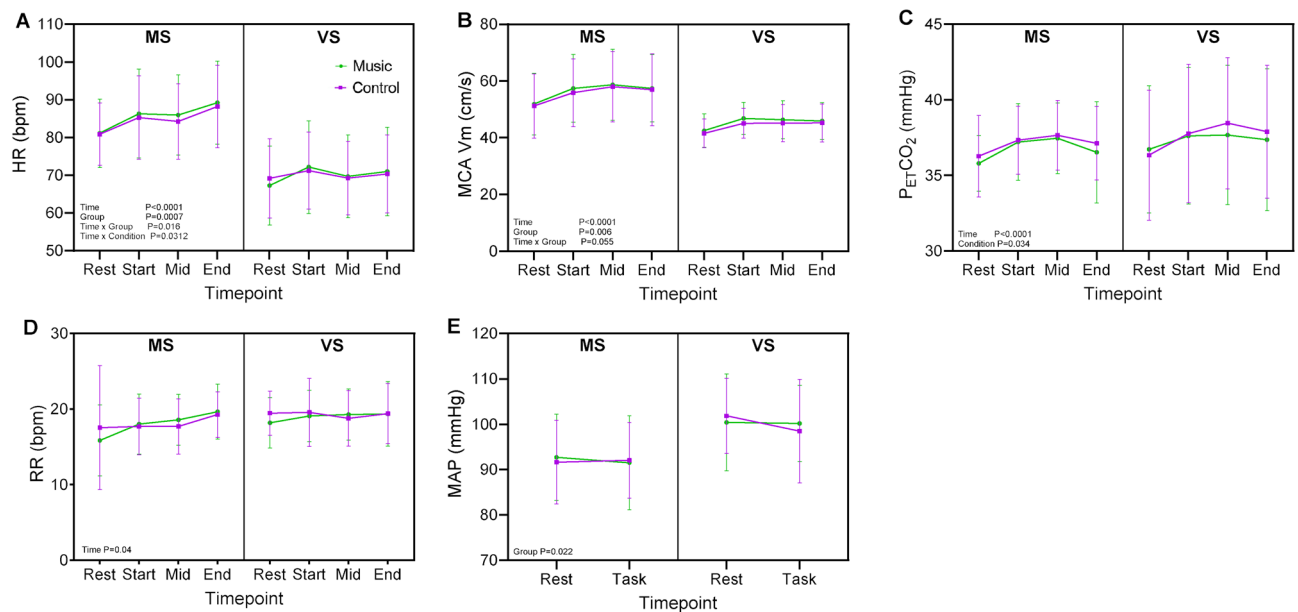 A
MS
VS
Music
Control
HR (bpm)
110
100
90
80
70
60
50
Time P<0.0001
Group P=0.0007
Time x Group P=0.016
Time x Condition P=0.0312
Rest Start Mid End Rest Start Mid End
Timepoint
B
MS
VS
MCA Vm (cm/s)
80
60
40
20
0
Time P<0.0001
Group P=0.006
Time x Group P=0.055
Rest Start Mid End Rest Start Mid End
Timepoint
C
MS
VS
PETCO2 (mmHg)
45
40
35
30
Time P<0.0001
Condition P=0.034
Rest Start Mid End Rest Start Mid End
Timepoint
D
MS
VS
RR (bpm)
30
20
10
0
Time P=0.04
Rest Start Mid End Rest Start Mid End
Timepoint
E
MS
VS
MAP (mmHg)
120
110
100
90
80
70
Group P=0.022
Rest Task Rest Task
Timepoint